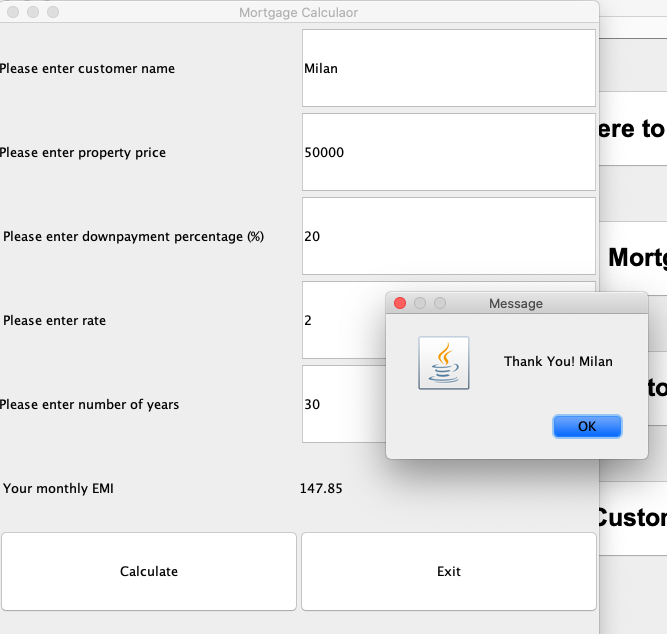 Mortgage Calculaor
Please enter customer name
Milan
Please enter property price
50000
Please enter downpayment percentage (%)
20
Please enter rate
2
Please enter number of years
30
Your monthly EMI
147.85
Calculate
Exit
Message
Thank You! Milan
OK
ere to
Mortg
to
Custom